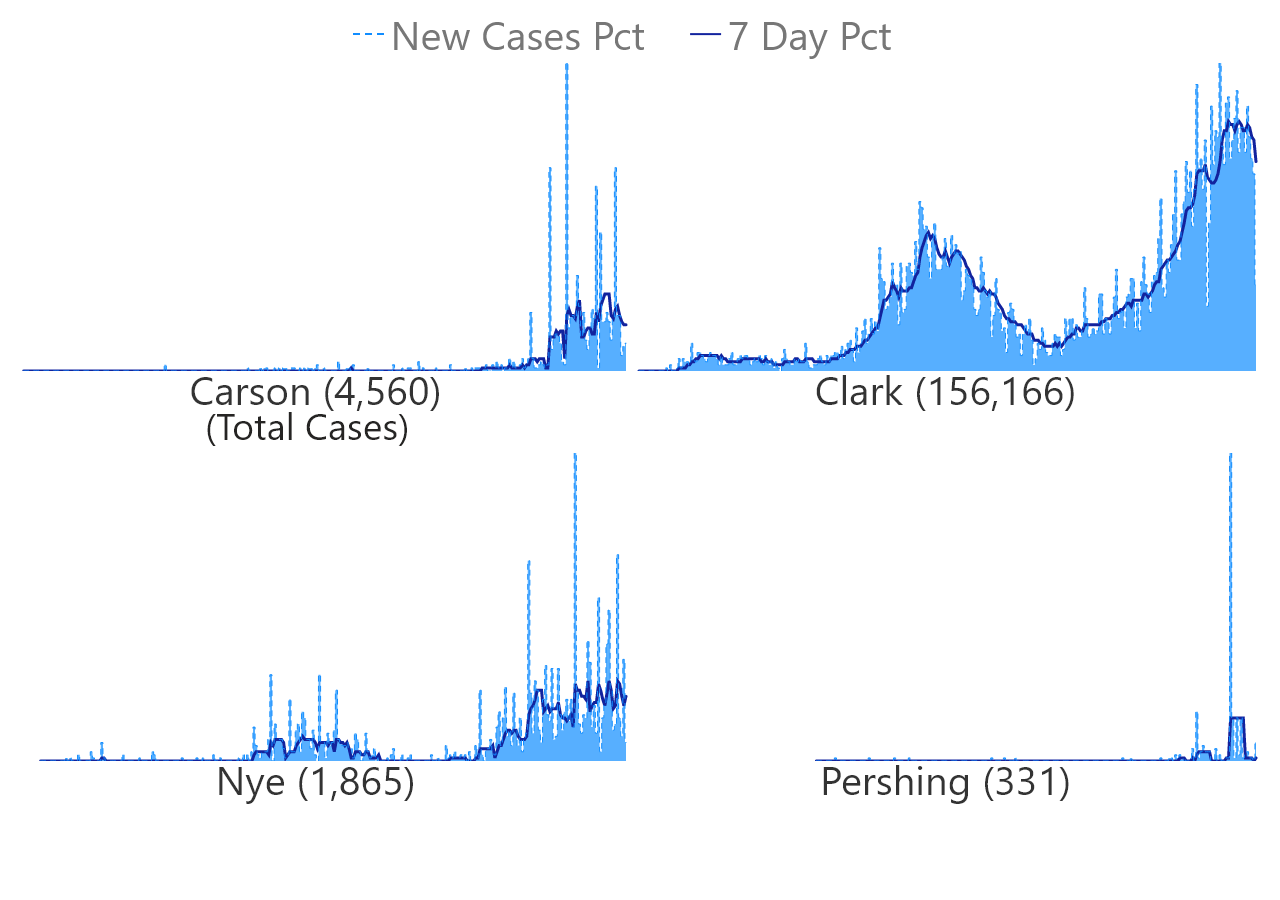 New Cases Pct 7 Day Pct
Carson (4,560)
(Total Cases)
Clark (156,166)
Nye (1,865)
Pershing (331)